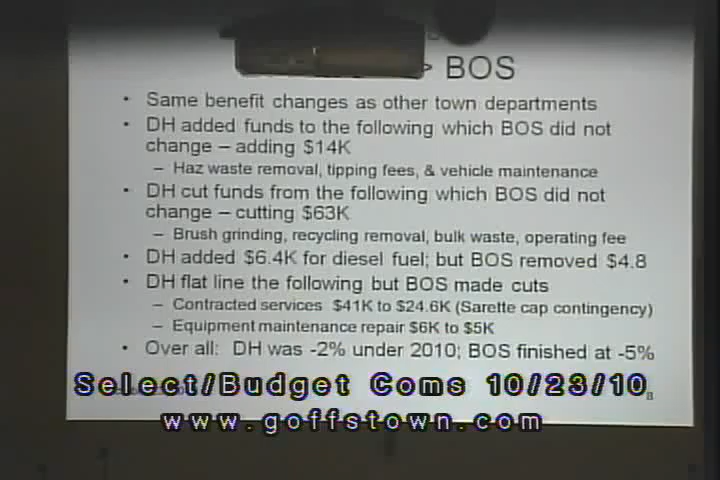 > BOS
• Same benefit changes as other town departments
• DH added funds to the following which BOS did not
change – adding $14K
– Haz waste removal, tipping fees, & vehicle maintenance
• DH cut funds from the following which BOS did not
change – cutting $63K
– Brush grinding, recycling removal, bulk waste, operating fee
• DH added $6.4K for diesel fuel; but BOS removed $4.8
• DH flat line the following but BOS made cuts
– Contracted services $41K to $24.6K (Sarette cap contingency)
– Equipment maintenance repair $6K to $5K
• Over all: DH was -2% under 2010; BOS finished at -5%
Select/Budget Coms 10/23/10
8
www.goffstown.com